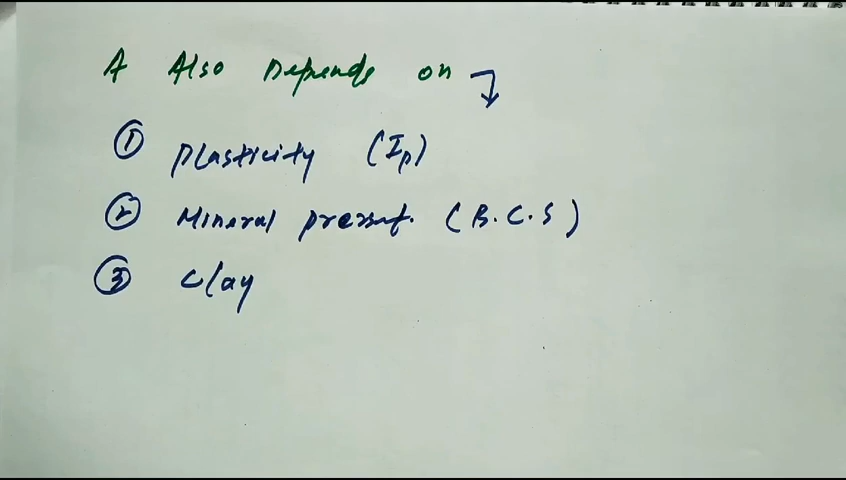 A Also Depends on
① Plasticity (Ip)
② Mineral present. (B.C.S)
③ Clay